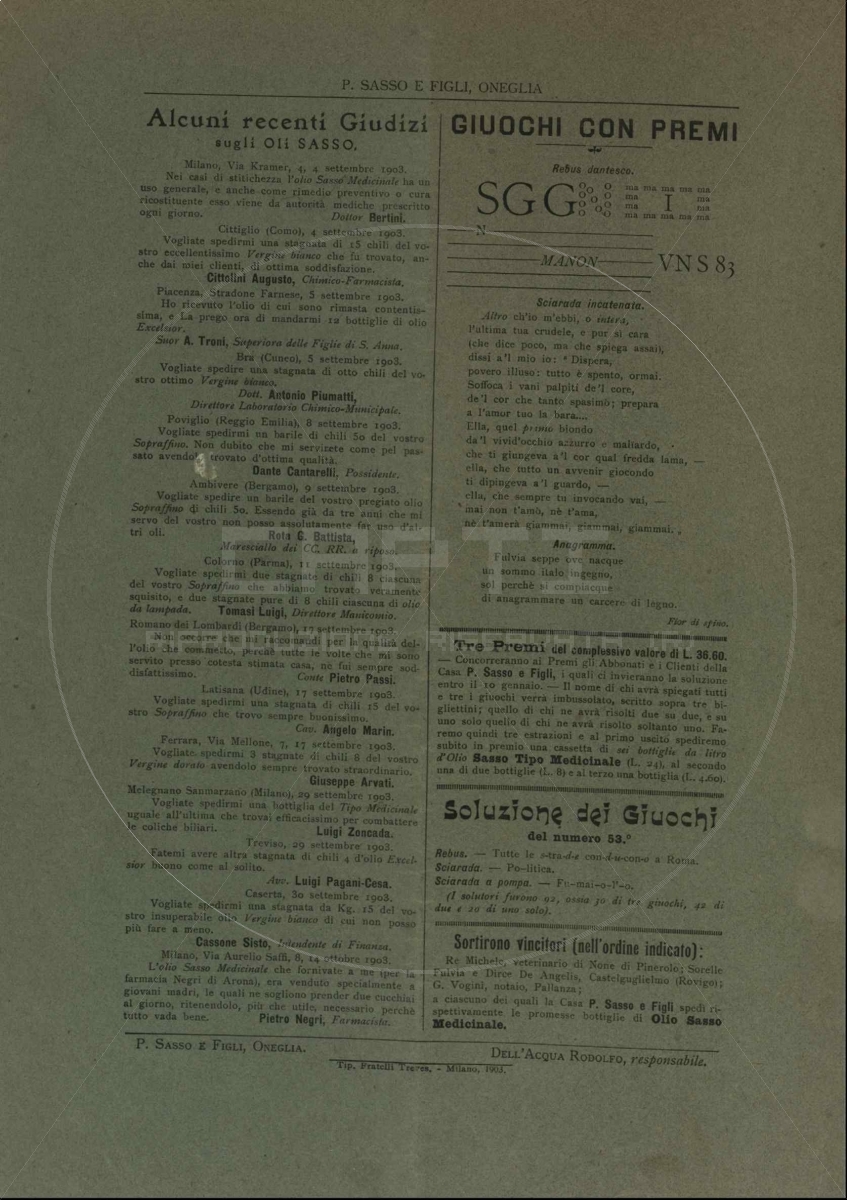 P. SASSO E FIGLI, ONEGLIA
Alcuni recenti Giudizi
sugli Oli SASSO.
Milano, Via Kramer, 4, 4 settembre 1903.
Nei casi di stitichezza l'olio Sasso Medicinale ha un
uso generale, e anche come rimedio preventivo o cura
ricostituente esso viene da autorità mediche prescritto
ogni giorno. Dottor Bertini.
Cittiglio (Como), 4 settembre 1903.
Vogliate spedirmi una stagnata di 15 chili del vo-
stro eccellentissimo Vergine bianco che fu trovato, an-
che dai miei clienti, di ottima soddisfazione.
Cittolini Augusto, Chimico-Farmacista.
Piacenza, Stradone Farnese, 5 settembre 1903.
Ho ricevuto l'olio di cui sono rimasta contentis-
sima, e La prego ora di mandarmi 12 bottiglie di olio
Excelsior.
Suor A. Troni, Superiora delle Figlie di S. Anna.
Bra (Cuneo), 5 settembre 1903.
Vogliate spedire una stagnata di otto chili del vo-
stro ottimo Vergine bianco.
Dott. Antonio Piumatti,
Direttore Laboratorio Chimico-Municipale.
Poviglio (Reggio Emilia), 8 settembre 1903.
Vogliate spedirmi un barile di chili 50 del vostro
Sopraffino. Non dubito che mi servirete come pel pas-
sato avendolo trovato d'ottima qualità.
Dante Cantarelli, Possidente.
Ambivere (Bergamo), 9 settembre 1903.
Vogliate spedire un barile del vostro pregiato olio
Sopraffino di chili 50. Essendo già da tre anni che mi
servo del vostro non posso assolutamente far uso d'al-
tri oli. Rota G. Battista,
Maresciallo dei CC. RR. a riposo.
Colorno (Parma), 11 settembre 1903.
Vogliate spedirmi due stagnate di chili 8 ciascuna
del vostro Sopraffino che abbiamo trovato veramente
squisito, e due stagnate pure di 8 chili ciascuna di olio
da lampada. Tomasi Luigi, Direttore Manicomio.
Romano dei Lombardi (Bergamo), 17 settembre 1903
Non occorre che mi raccomandi per la qualità del-
l'olio che commetto, perchè tutte le volte che mi sono
servito presso cotesta stimata casa, ne fui sempre sod-
disfattissimo. Conte Pietro Passi.
Latisana (Udine), 17 settembre 1903.
Vogliate spedirmi una stagnata di chili 15 del vo-
stro Sopraffino che trovo sempre buonissimo.
Cav. Angelo Marin.
Ferrara, Via Mellone, 7, 17 settembre 1903.
Vogliate spedirmi 3 stagnate di chili 8 del vostro
Vergine dorato avendolo sempre trovato straordinario.
Giuseppe Arvati.
Melegnano Sanmarzano (Milano), 29 settembre 1903.
Vogliate spedirmi una bottiglia del Tipo Medicinale
uguale all'ultima che trovai efficacissimo per combattere
le coliche biliari. Luigi Zoncada.
Treviso, 29 settembre 1903.
Fatemi avere altra stagnata di chili 4 d'olio Excel-
sior buono come al solito.
Avv. Luigi Pagani-Cesa.
Caserta, 30 settembre 1903.
Vogliate spedirmi una stagnata da Kg. 15 del vo-
stro insuperabile olio Vergine bianco di cui non posso
più fare a meno.
Cassone Sisto, Intendente di Finanza.
Milano, Via Aurelio Saffi, 8, 14 ottobre 1903.
L'olio Sasso Medicinale che fornivate a me (per la
farmacia Negri di Arona), era venduto specialmente a
giovani madri, le quali ne sogliono prender due cucchiai
al giorno, ritenendolo, più che utile, necessario perchè
tutto vada bene. Pietro Negri, Farmacista.
GIUOCHI CON PREMI
Rebus dantesco.
SGG
ma ma ma ma ma
ma I ma
ma ma
ma ma ma ma ma
N
MANON VNS 83
Sciarada incatenata.
Altro ch'io m'ebbi, o intera,
l'ultima tua crudele, e pur sì cara
(che dice poco, ma che spiega assai),
dissi a'l mio io: " Dispera,
povero illuso: tutto è spento, ormai.
Soffoca i vani palpiti de'l core,
de'l cor che tanto spasimò; prepara
a l'amur tuo la bara....
Ella, quel primo biondo
da'l vivid'occhio azzurro e maliardo,
che ti giungeva a'l cor qual fredda lama, —
ella, che tutto un avvenir giocondo
ti dipingeva a'l guardo, —
ella, che sempre tu invocando vai, —
mai non t'amò, nè t'ama,
nè t'amerà giammai, giammai, giammai. „
Anagramma.
Fulvia seppe ove nacque
un sommo italo ingegno,
sol perchè si compiacque
di anagrammare un carcere di legno.
Fior di spino.
Tre Premi del complessivo valore di L. 36.60.
— Concorreranno ai Premi gli Abbonati e i Clienti della
Casa P. Sasso e Figli, i quali ci invieranno la soluzione
entro il 10 gennaio. — Il nome di chi avrà spiegati tutti
e tre i giuochi verrà imbussolato, scritto sopra tre bi-
gliettini; quello di chi ne avrà risolti due su due, e su
uno solo quello di chi ne avrà risolto soltanto uno. Fa-
remo quindi tre estrazioni e al primo uscito spediremo
subito in premio una cassetta di sei bottiglie da litro
d'Olio Sasso Tipo Medicinale (L. 24), al secondo
una di due bottiglie (L. 8) e al terzo una bottiglia (L. 4.60).
Soluzione dei Giuochi
del numero 53.º
Rebus. — Tutte le s-tra-d-e con-d-u-con-o a Roma.
Sciarada. — Po-litica.
Sciarada a pompa. — Fu-mai-o-l'-o.
(I solutori furono 92, ossia 30 di tre giuochi, 42 di
due e 20 di uno solo).
Sortirono vincitori (nell'ordine indicato):
Re Michele, veterinario di None di Pinerolo; Sorelle
Fulvia e Dirce De Angelis, Castelguglielmo (Rovigo);
G. Vogini, notaio, Pallanza;
a ciascuno dei quali la Casa P. Sasso e Figli spedì ri-
spettivamente le promesse bottiglie di Olio Sasso
Medicinale.
P. SASSO E FIGLI, ONEGLIA.
DELL'ACQUA RODOLFO, responsabile.
Tip. Fratelli Treves, - Milano, 1903.